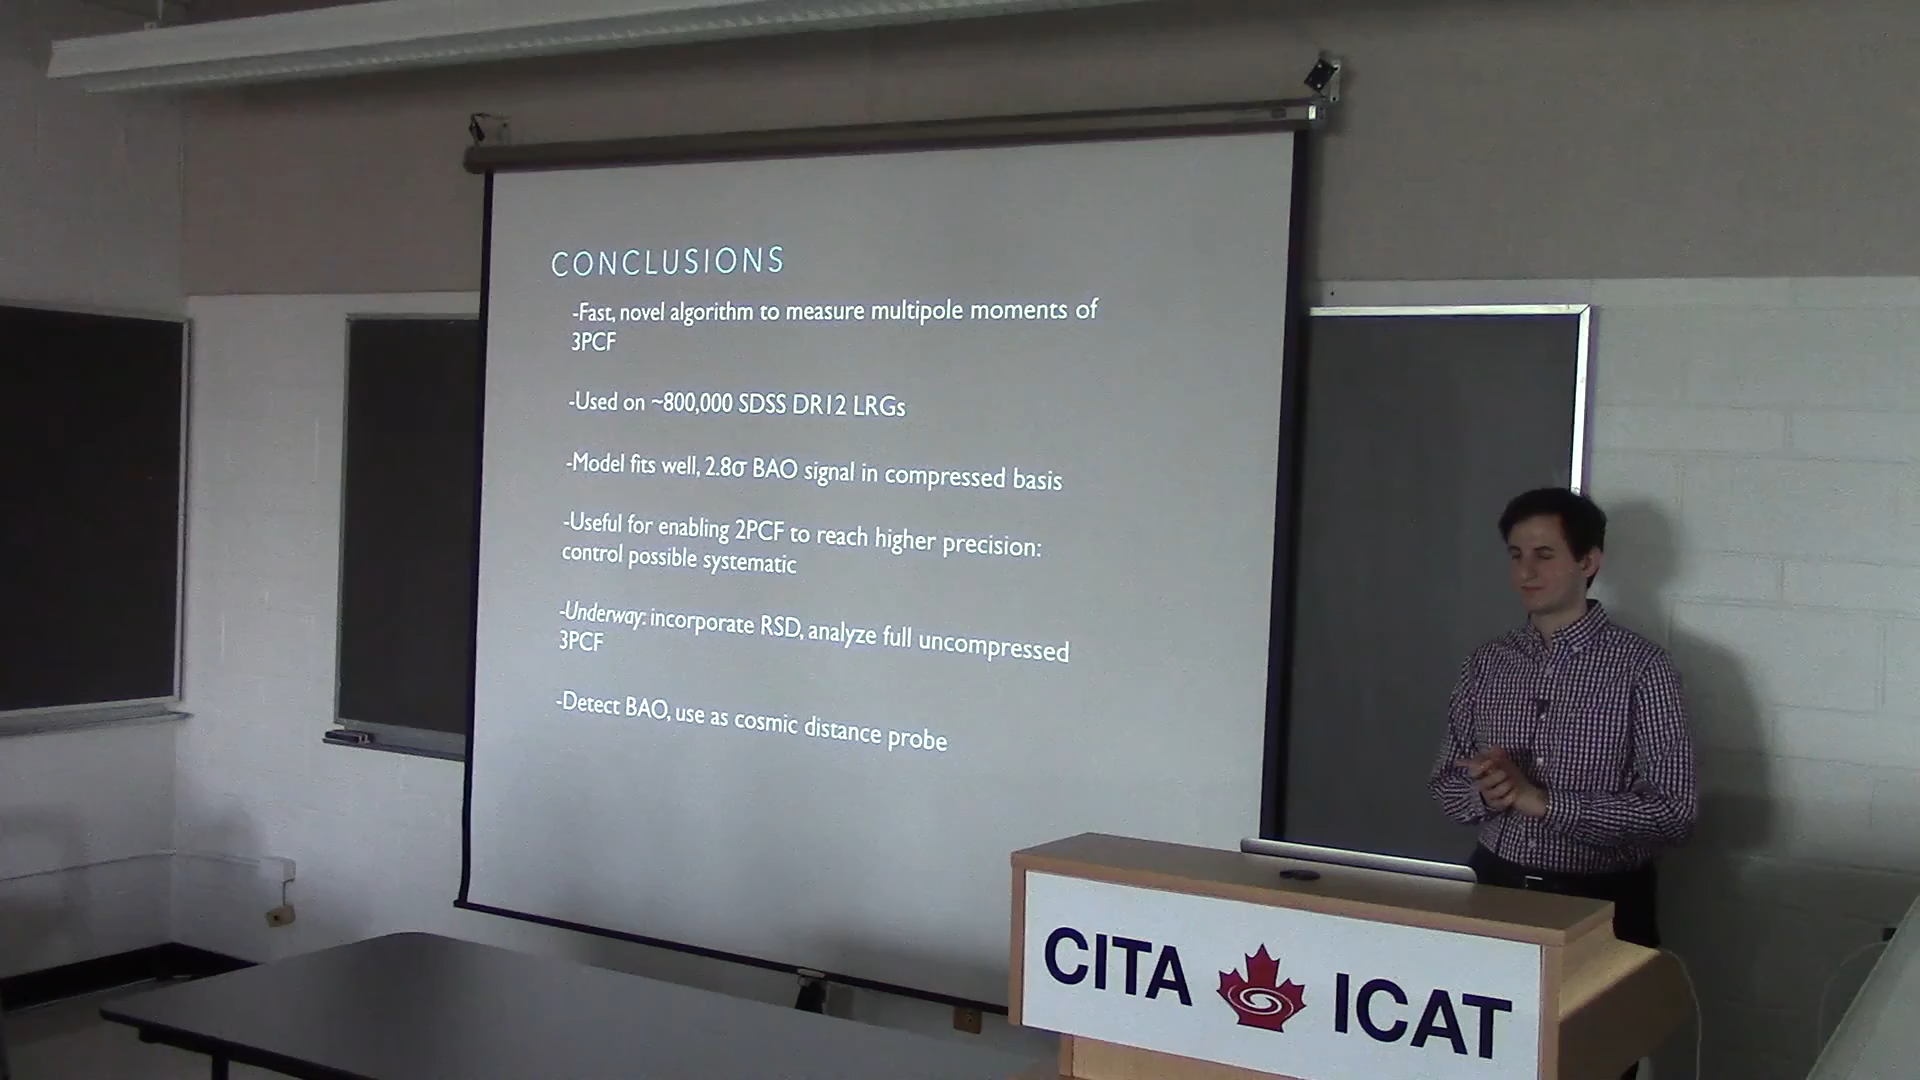 CONCLUSIONS
-Fast, novel algorithm to measure multipole moments of
3PCF
-Used on ~800,000 SDSS DR12 LRGs
-Model fits well, 2.8σ BAO signal in compressed basis
-Useful for enabling 2PCF to reach higher precision:
control possible systematic
-Underway: incorporate RSD, analyze full uncompressed
3PCF
-Detect BAO, use as cosmic distance probe
CITA ICAT